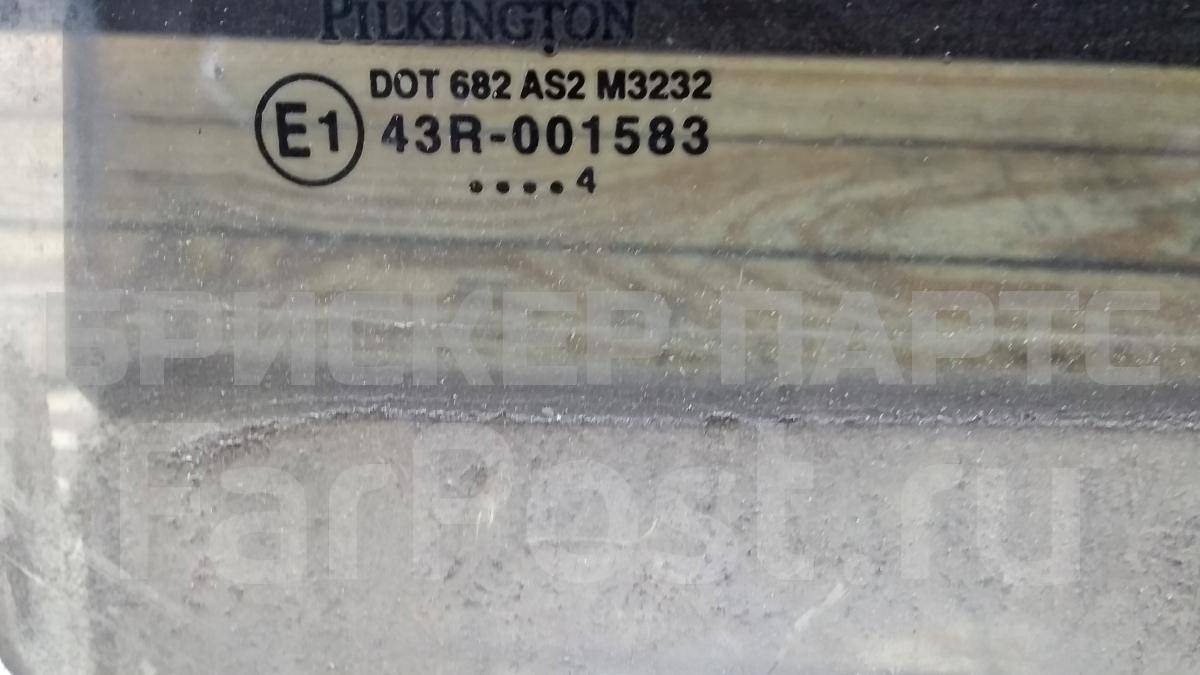 PILKINGTON
DOT 682 AS2 M3232
E1 43R-001583
....4
БРИСКЕР ПАРТС
FarPost.ru